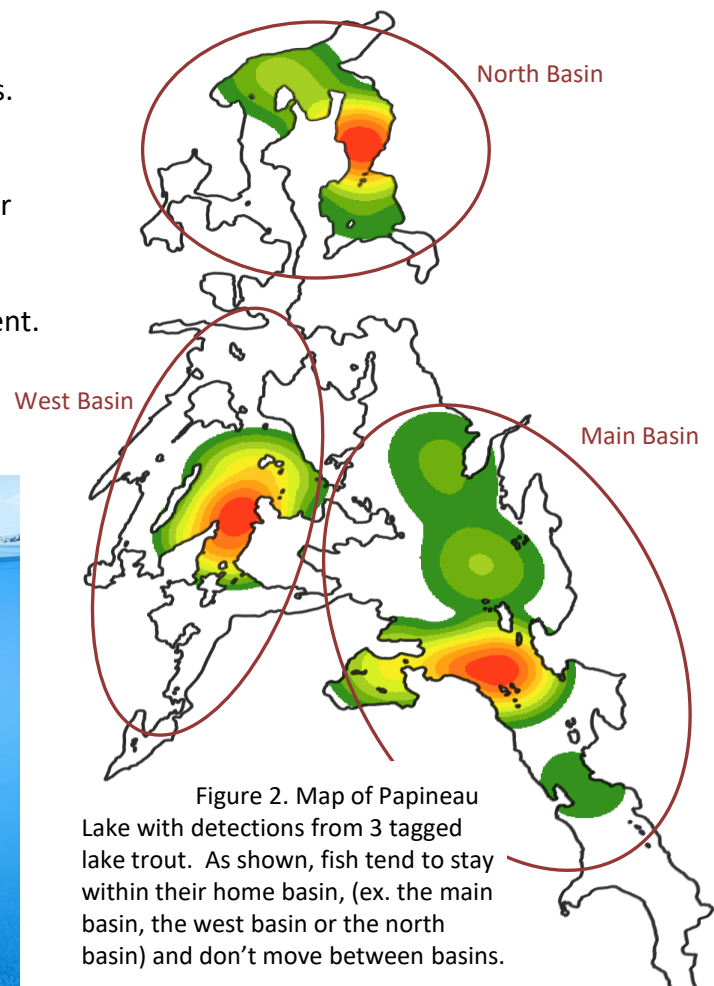 s.
r
ent.
North Basin
West Basin
Main Basin
Figure 2. Map of Papineau
Lake with detections from 3 tagged
lake trout.  As shown, fish tend to stay
within their home basin, (ex. the main
basin, the west basin or the north
basin) and don’t move between basins.